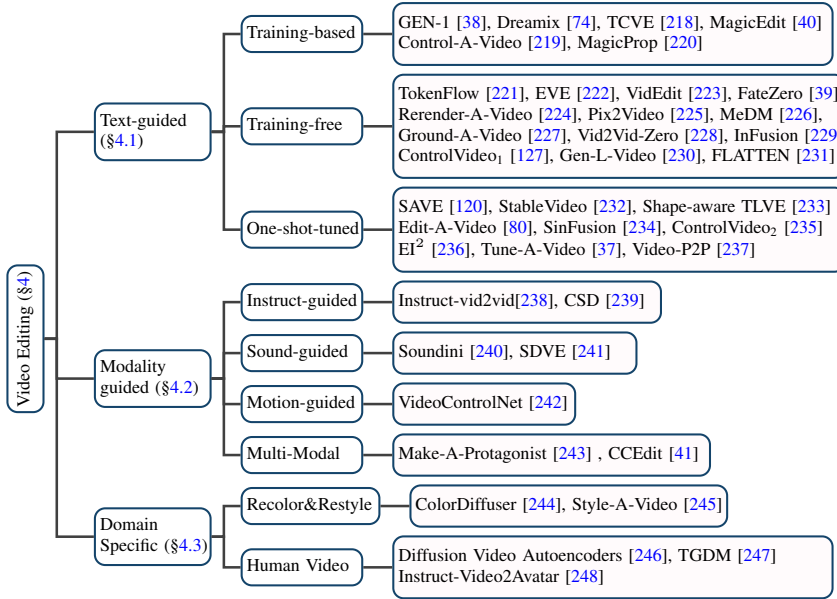 Video Editing (§4)
Text-guided
(§4.1)
Training-based
GEN-1 [38], Dreamix [74], TCVE [218], MagicEdit [40]
Control-A-Video [219], MagicProp [220]
Training-free
TokenFlow [221], EVE [222], VidEdit [223], FateZero [39]
Rerender-A-Video [224], Pix2Video [225], MeDM [226],
Ground-A-Video [227], Vid2Vid-Zero [228], InFusion [229]
ControlVideo₁ [127], Gen-L-Video [230], FLATTEN [231]
One-shot-tuned
SAVE [120], StableVideo [232], Shape-aware TLVE [233]
Edit-A-Video [80], SinFusion [234], ControlVideo₂ [235]
EI² [236], Tune-A-Video [37], Video-P2P [237]
Modality
guided (§4.2)
Instruct-guided
Instruct-vid2vid[238], CSD [239]
Sound-guided
Soundini [240], SDVE [241]
Motion-guided
VideoControlNet [242]
Multi-Modal
Make-A-Protagonist [243] , CCEdit [41]
Domain
Specific (§4.3)
Recolor&Restyle
ColorDiffuser [244], Style-A-Video [245]
Human Video
Diffusion Video Autoencoders [246], TGDM [247]
Instruct-Video2Avatar [248]